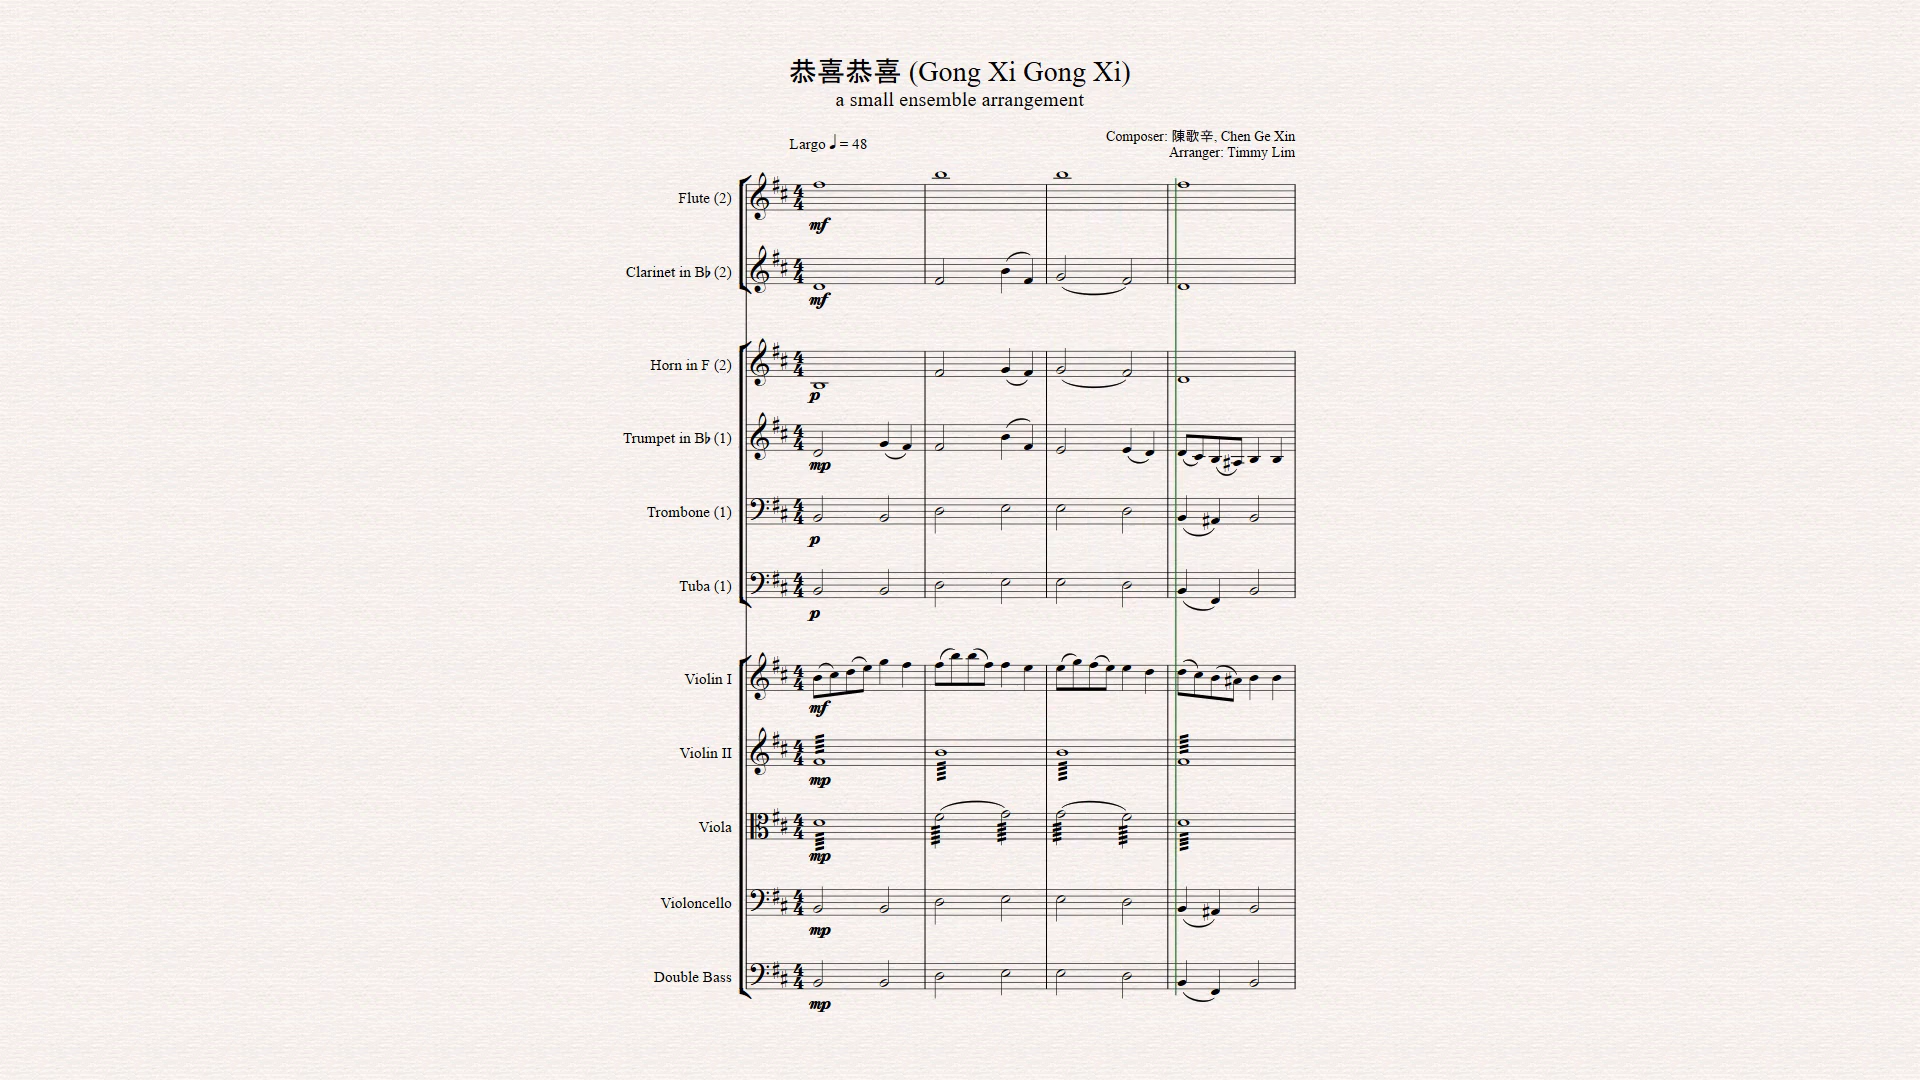 恭喜恭喜 (Gong Xi Gong Xi)
a small ensemble arrangement
Largo ♩ = 48
Composer: 陳歌辛, Chen Ge Xin
Arranger: Timmy Lim
Flute (2)
mf
Clarinet in B♭ (2)
mf
Horn in F (2)
p
Trumpet in B♭ (1)
mp
Trombone (1)
p
Tuba (1)
p
Violin I
mf
Violin II
mp
Viola
mp
Violoncello
mp
Double Bass
mp